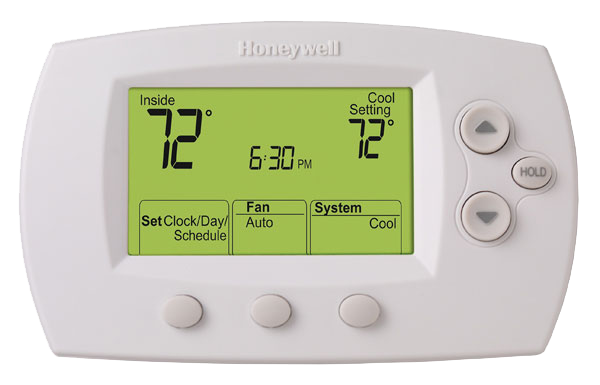 Honeywell
Inside
72°
Cool
Setting
72°
6:30 PM
HOLD
Set Clock/Day/
Schedule
Fan
Auto
System
Cool